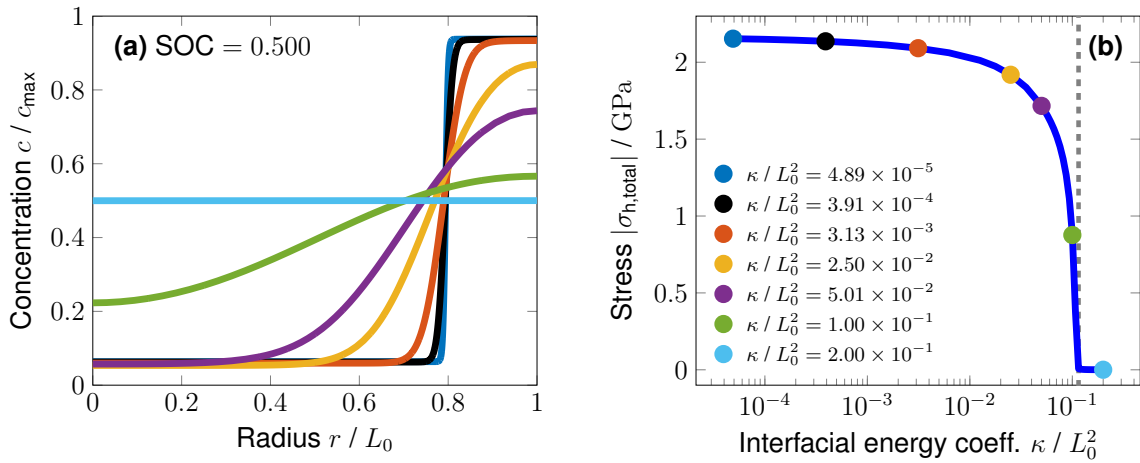 (a) SOC = 0.500
Concentration c / c_max
1
0.8
0.6
0.4
0.2
0
0
0.2
0.4
0.6
0.8
1
Radius r / L_0
(b)
Stress |σ_h,total| / GPa
2
1.5
1
0.5
0
κ / L_0^2 = 4.89 × 10^−5
κ / L_0^2 = 3.91 × 10^−4
κ / L_0^2 = 3.13 × 10^−3
κ / L_0^2 = 2.50 × 10^−2
κ / L_0^2 = 5.01 × 10^−2
κ / L_0^2 = 1.00 × 10^−1
κ / L_0^2 = 2.00 × 10^−1
10^−4
10^−3
10^−2
10^−1
Interfacial energy coeff. κ / L_0^2